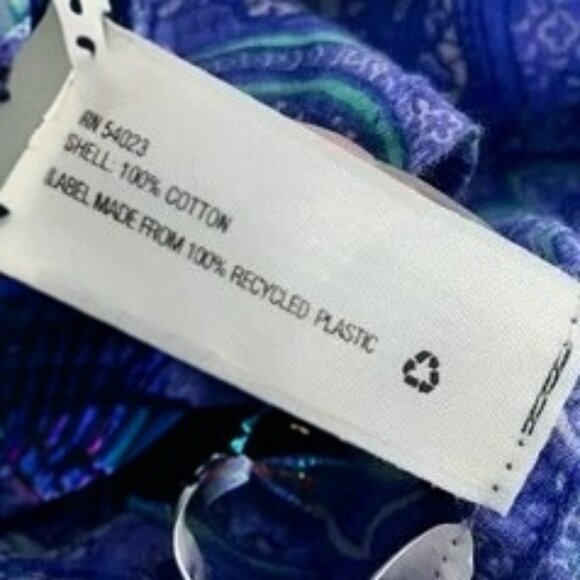 RN 54023
SHELL: 100% COTTON
LABEL MADE FROM 100% RECYCLED PLASTIC